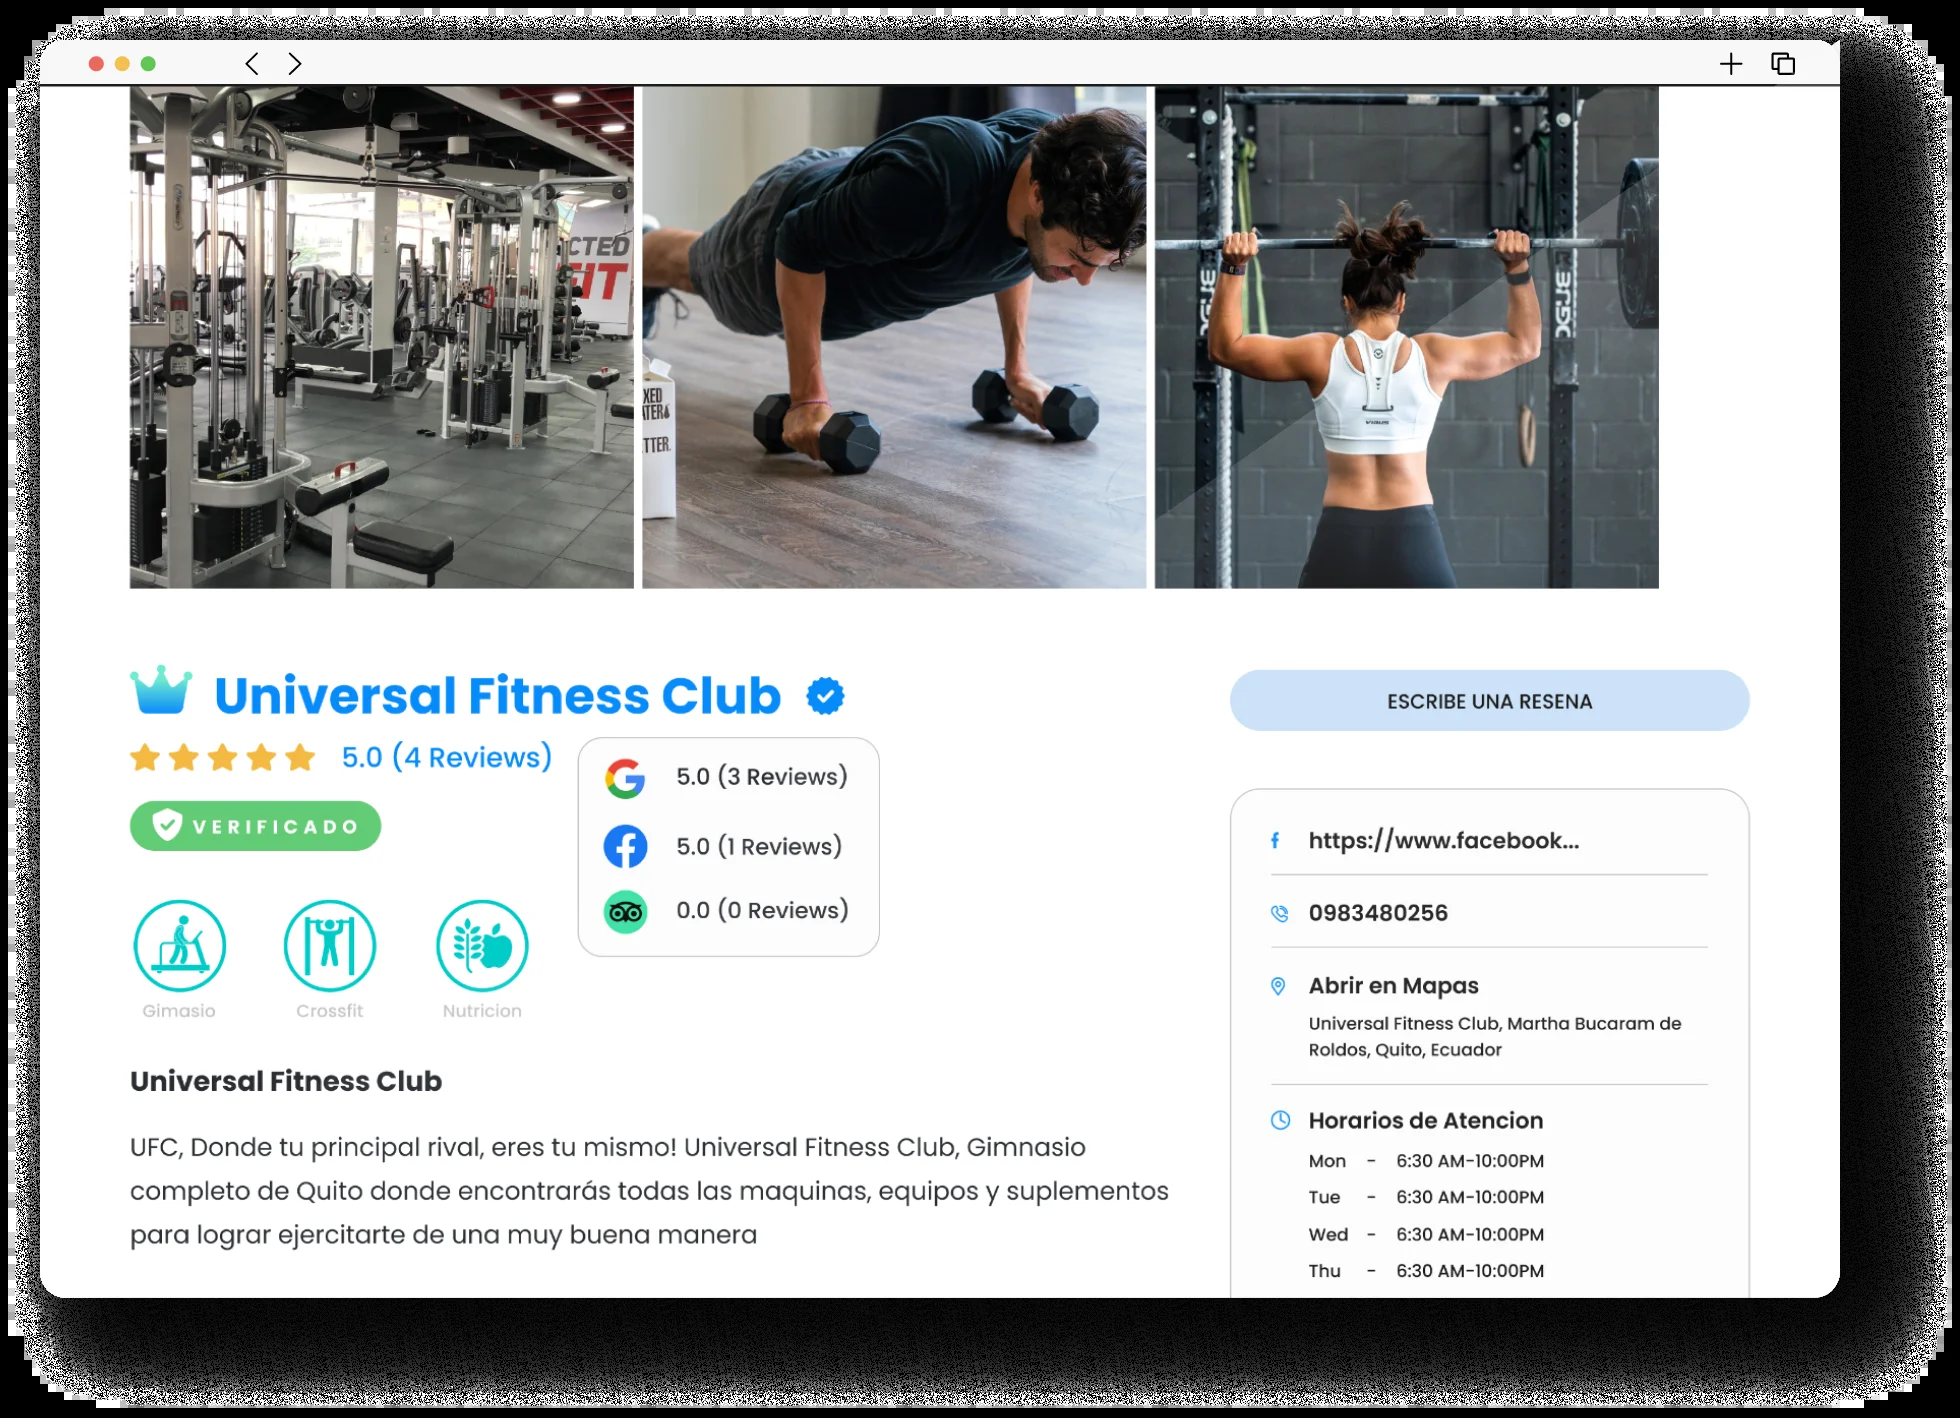 CTED
FIT
XED
ATER
TTER.
Universal Fitness Club
5.0 (4 Reviews)
5.0 (3 Reviews)
5.0 (1 Reviews)
0.0 (0 Reviews)
VERIFICADO
Gimasio
Crossfit
Nutricion
Universal Fitness Club
UFC, Donde tu principal rival, eres tu mismo! Universal Fitness Club, Gimnasio
completo de Quito donde encontrarás todas las maquinas, equipos y suplementos
para lograr ejercitarte de una muy buena manera
ESCRIBE UNA RESENA
https://www.facebook...
0983480256
Abrir en Mapas
Universal Fitness Club, Martha Bucaram de
Roldos, Quito, Ecuador
Horarios de Atencion
Mon - 6:30 AM-10:00PM
Tue - 6:30 AM-10:00PM
Wed - 6:30 AM-10:00PM
Thu - 6:30 AM-10:00PM